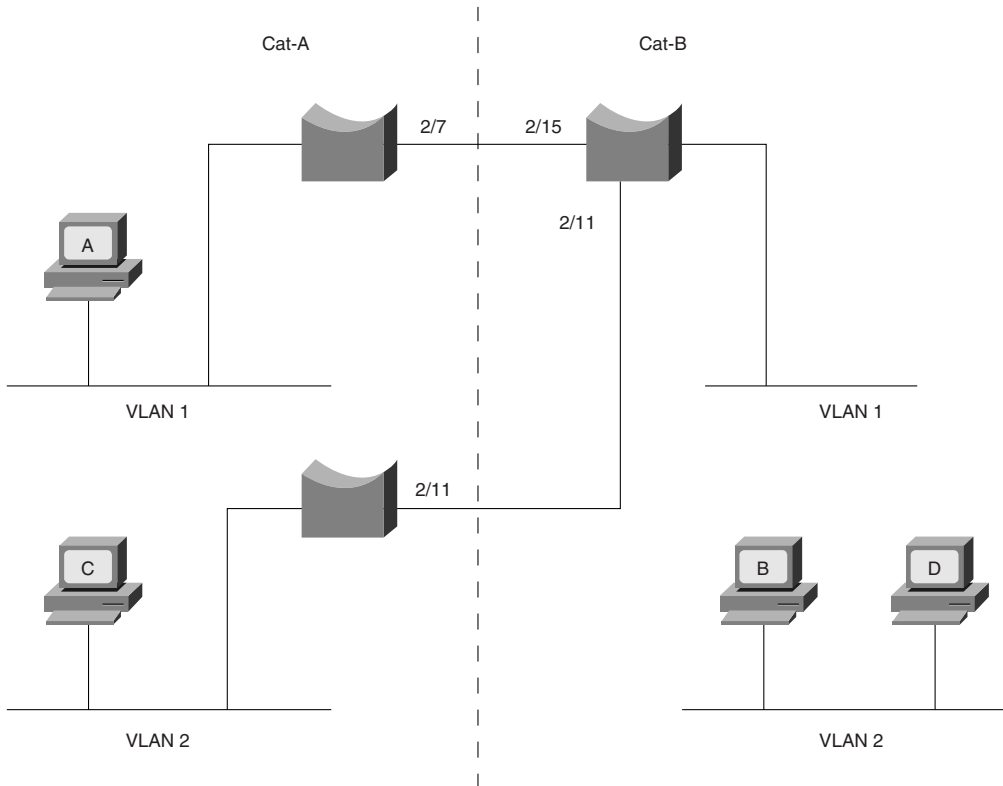 Cat-A
Cat-B
2/7
2/15
2/11
A
VLAN 1
VLAN 1
2/11
C
B
D
VLAN 2
VLAN 2